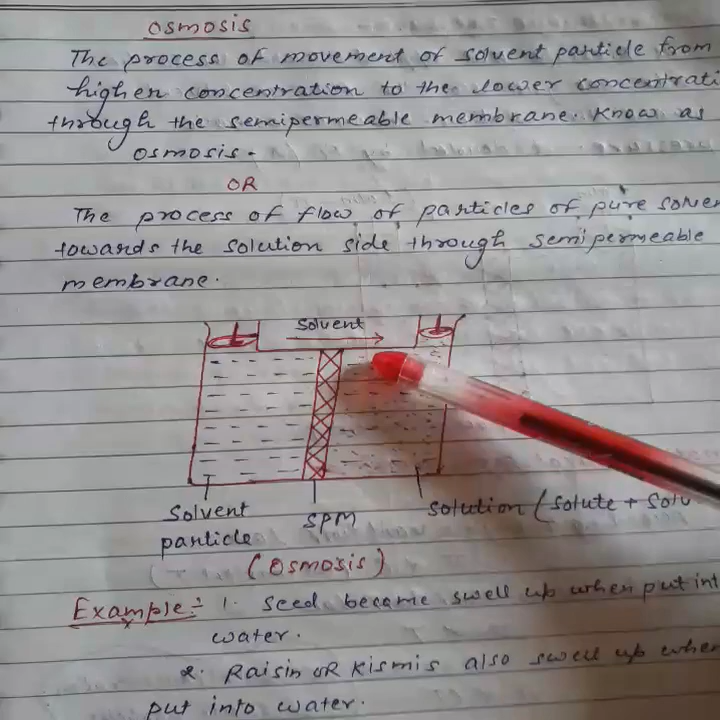 OSMOSIS
The process of movement of solvent particle from
higher concentration to the lower concentrati
through the semipermeable membrane. Know as
osmosis.
OR
The process of flow of particles of pure solven
towards the solution side through semipermeable
membrane.
Solvent
Solvent
particle
SPM
Solution (Solute + Solv
(Osmosis)
Example:- 1. Seed became swell up when put int
water.
2. Raisin OR Kismis also swell up when
put into water.